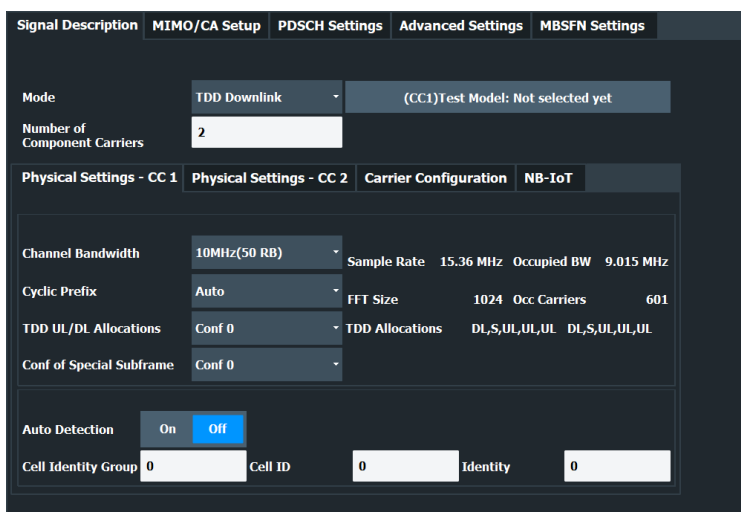 Signal Description MIMO/CA Setup PDSCH Settings Advanced Settings MBSFN Settings
Mode TDD Downlink (CC1)Test Model: Not selected yet
Number of
Component Carriers 2
Physical Settings - CC 1 Physical Settings - CC 2 Carrier Configuration NB-IoT
Channel Bandwidth 10MHz(50 RB) Sample Rate 15.36 MHz Occupied BW 9.015 MHz
Cyclic Prefix Auto FFT Size 1024 Occ Carriers 601
TDD UL/DL Allocations Conf 0 TDD Allocations DL,S,UL,UL,UL DL,S,UL,UL,UL
Conf of Special Subframe Conf 0
Auto Detection On Off
Cell Identity Group 0 Cell ID 0 Identity 0